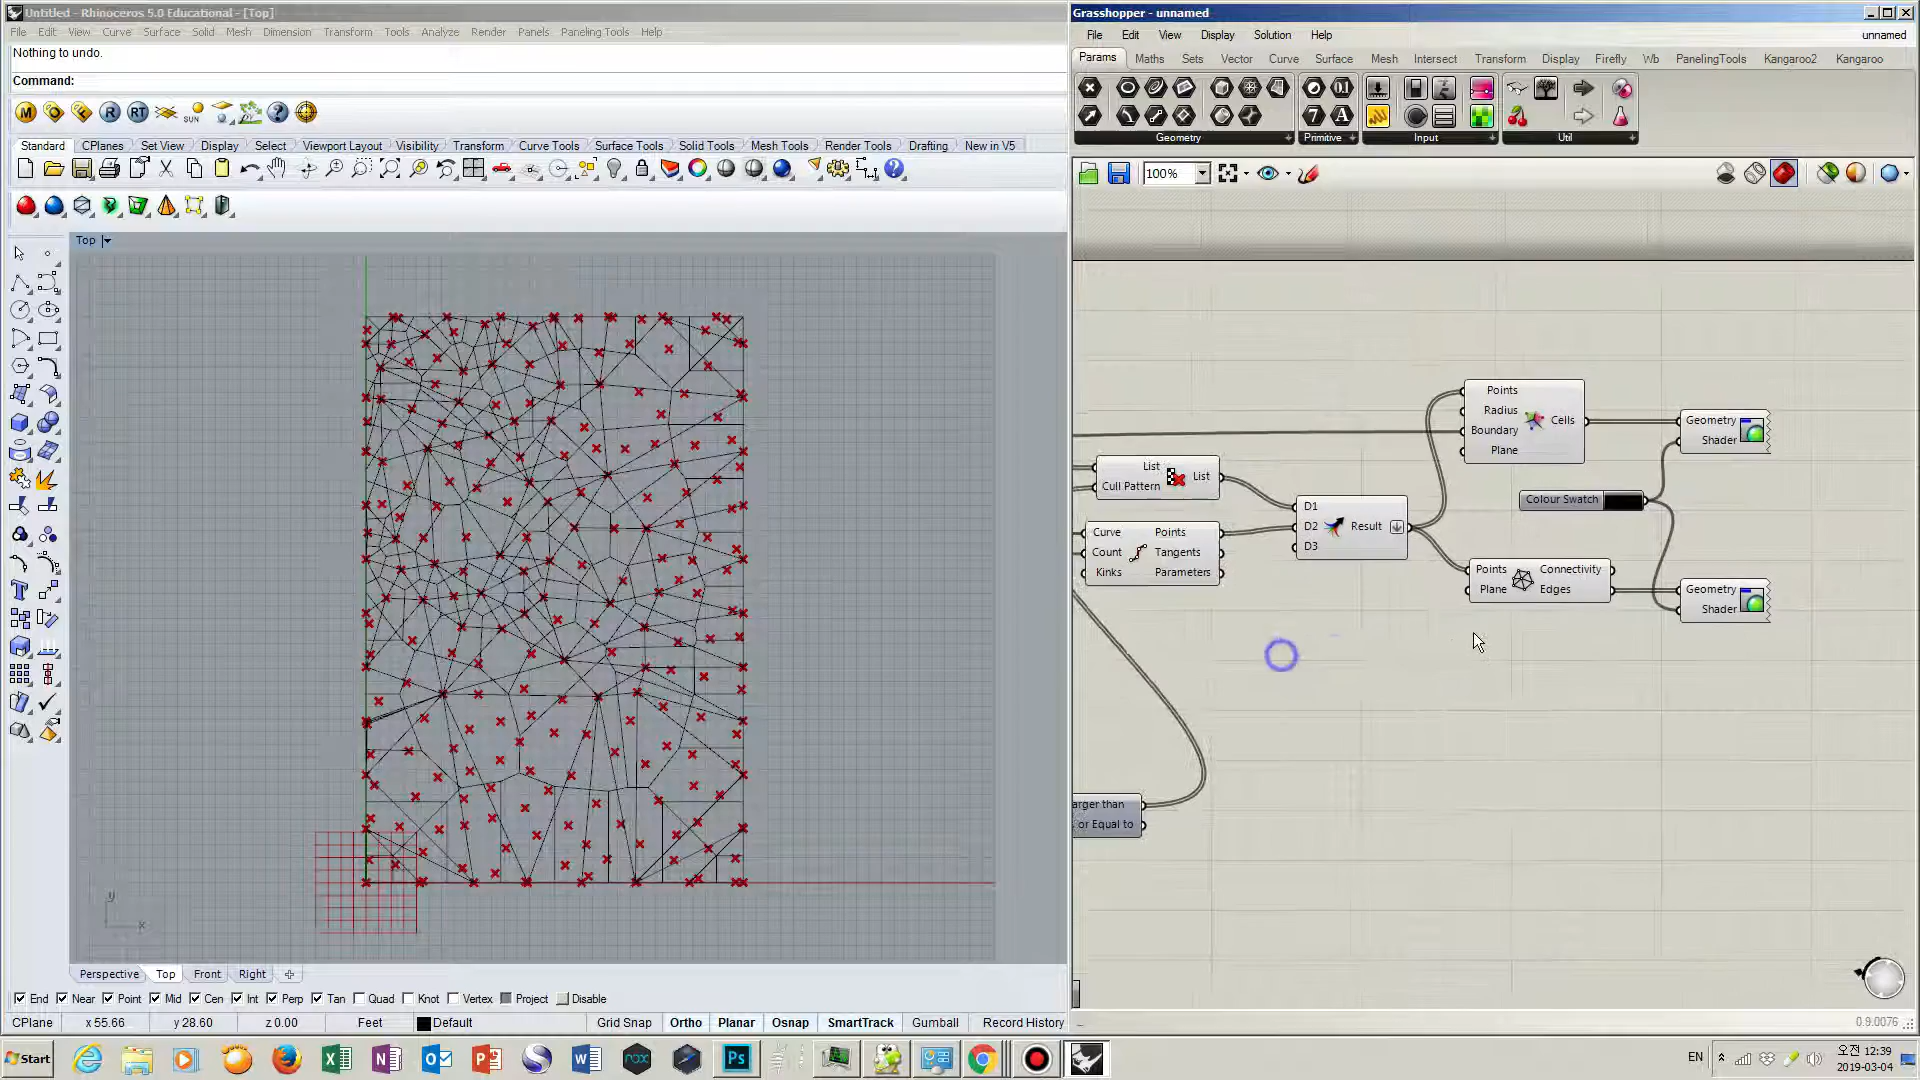 Untitled - Rhinoceros 5.0 Educational - [Top]
File Edit View Curve Surface Solid Mesh Dimension Transform Tools Analyze Render Panels Paneling Tools Help
Nothing to undo.
Command:
M R RT SUN
Standard CPlanes Set View Display Select Viewport Layout Visibility Transform Curve Tools Surface Tools Solid Tools Mesh Tools Render Tools Drafting New in V5
Top
y
x
Perspective Top Front Right
End Near Point Mid Cen Int Perp Tan Quad Knot Vertex Project Disable
CPlane x 55.66 y 28.60 z 0.00 Feet Default Grid Snap Ortho Planar Osnap SmartTrack Gumball Record History
Grasshopper - unnamed
File Edit View Display Solution Help unnamed
Params Maths Sets Vector Curve Surface Mesh Intersect Transform Display Firefly Wb PanelingTools Kangaroo2 Kangaroo
Geometry Primitive Input Util
100%
Points
Radius
Boundary
Plane
Cells
Geometry
Shader
List
Cull Pattern
List
Colour Swatch
D1
D2
D3
Result
Curve
Count
Kinks
Points
Tangents
Parameters
Points
Plane
Connectivity
Edges
Geometry
Shader
arger than
or Equal to
0.9.0076
Start
EN
오전 12:39
2019-03-04